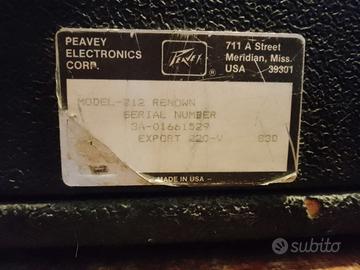 PEAVEY
ELECTRONICS
CORP.
PEAVEY
®
711 A Street
Meridian, Miss.
USA 39301
MODEL-212 RENOWN
SERIAL NUMBER
3A-01661529
EXPORT 220-V 830
— MADE IN USA —
subito